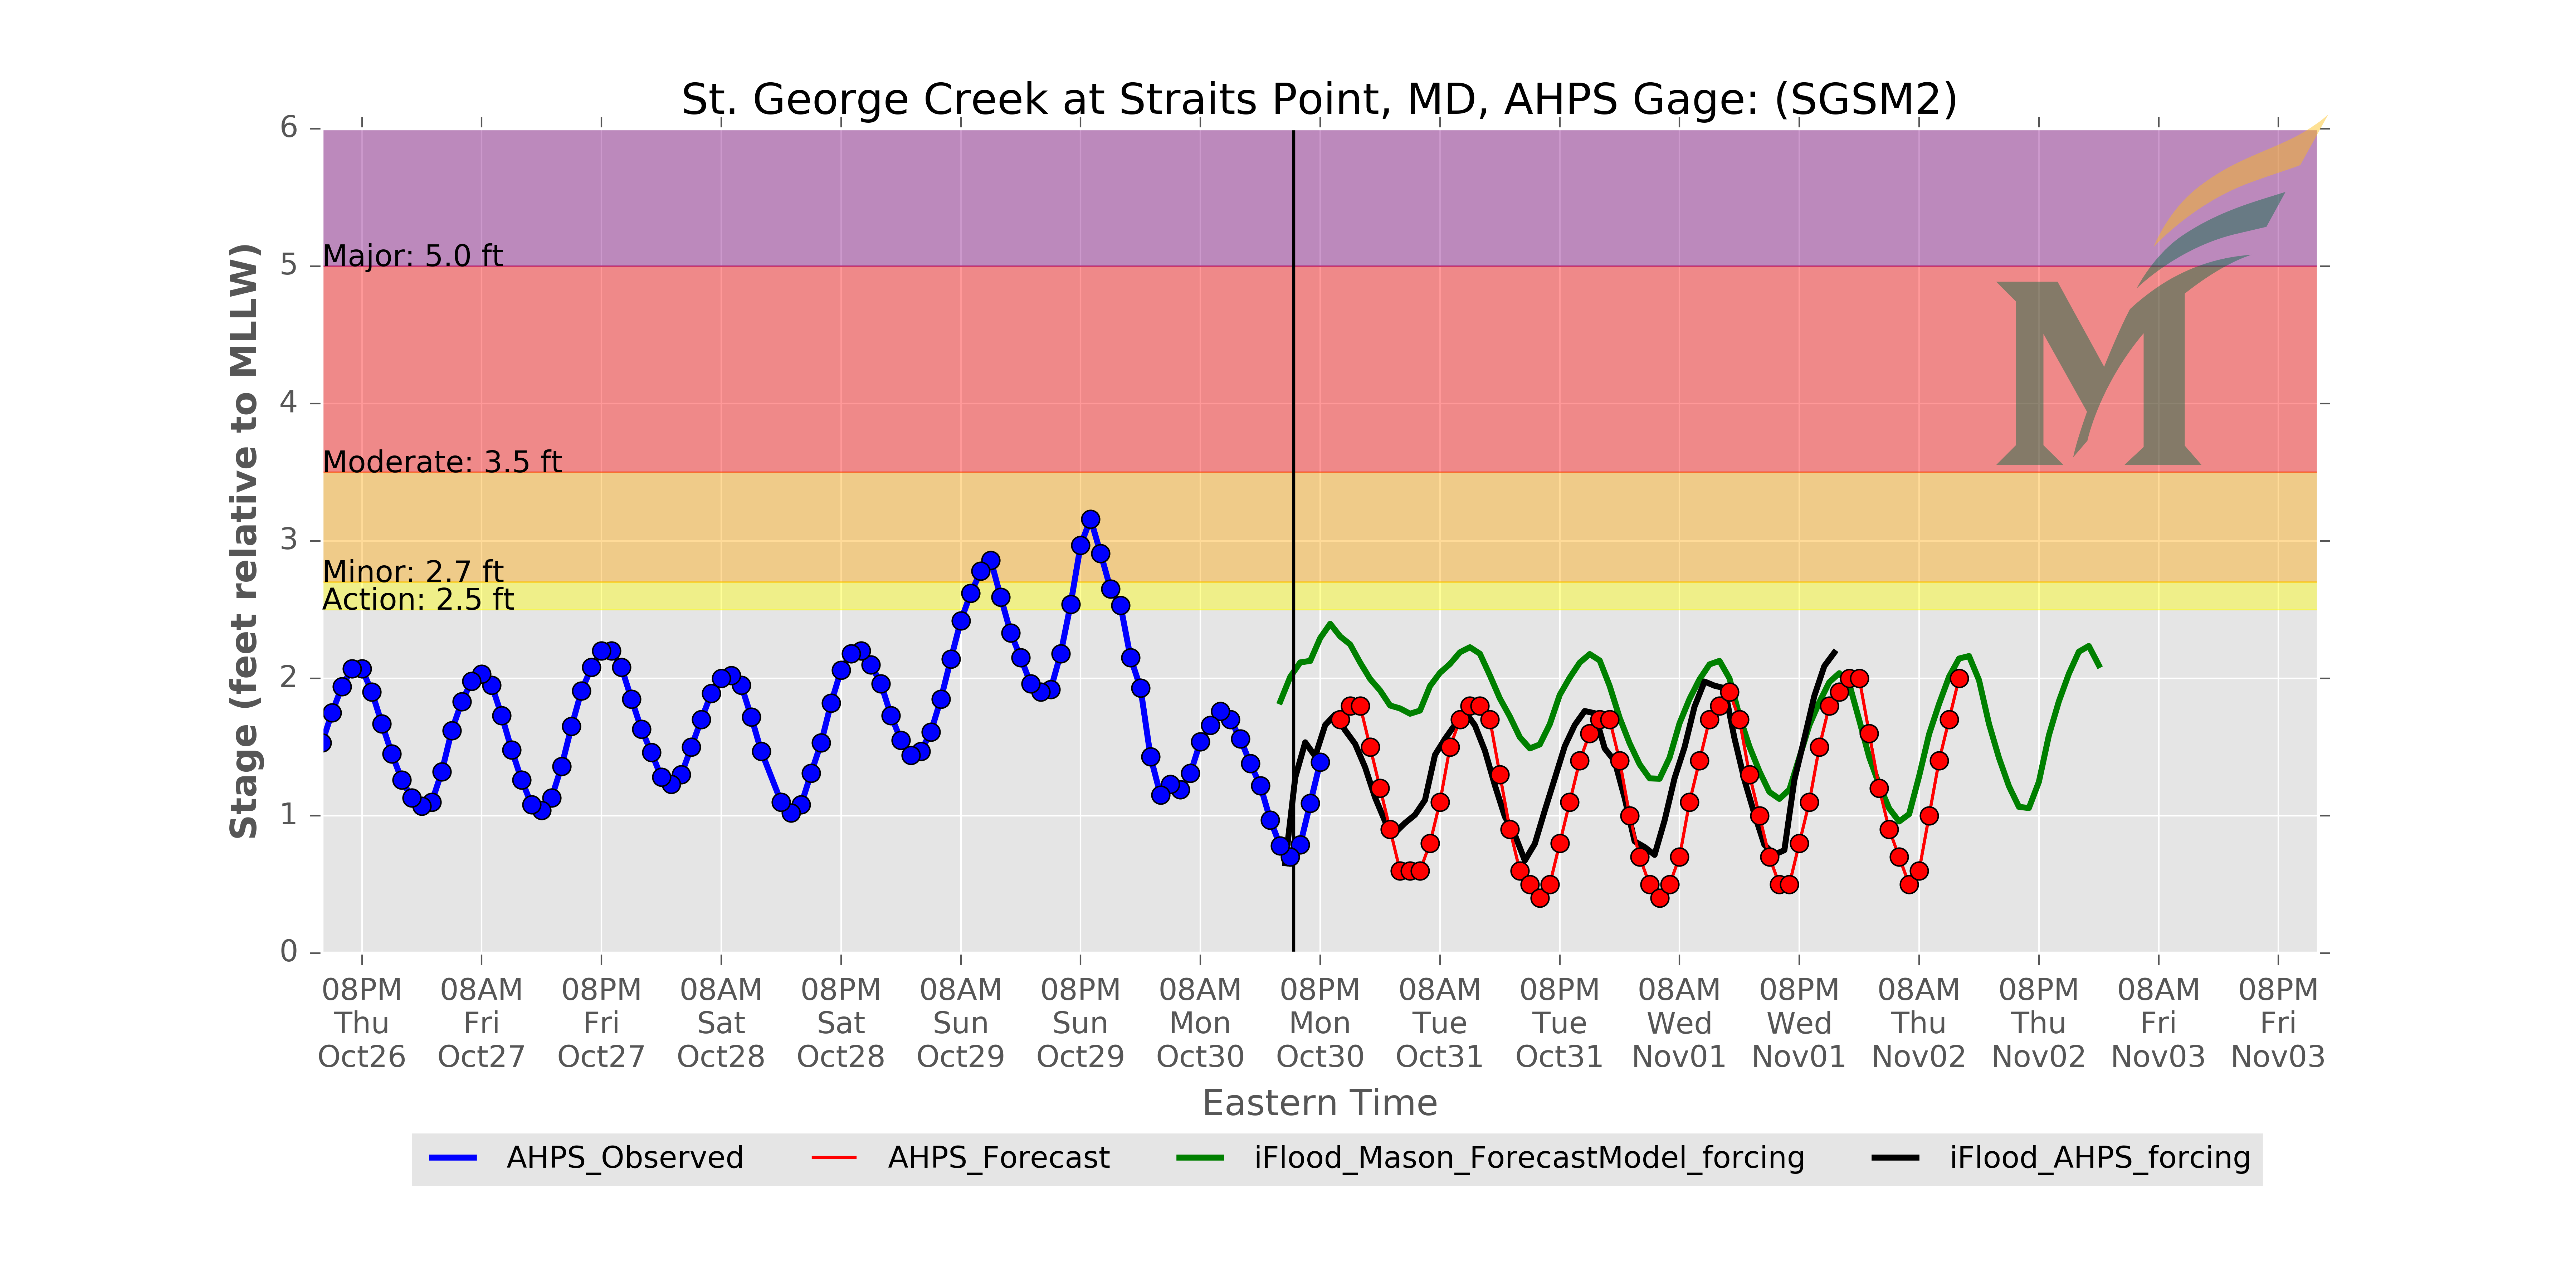 St. George Creek at Straits Point, MD, AHPS Gage: (SGSM2)
Stage (feet relative to MLLW)
6
5
4
3
2
1
0
Major: 5.0 ft
Moderate: 3.5 ft
Minor: 2.7 ft
Action: 2.5 ft
M
08PM 08AM 08PM 08AM 08PM 08AM 08PM 08AM 08PM 08AM 08PM 08AM 08PM 08AM 08PM 08AM 08PM
Thu Fri Fri Sat Sat Sun Sun Mon Mon Tue Tue Wed Wed Thu Thu Fri Fri
Oct26 Oct27 Oct27 Oct28 Oct28 Oct29 Oct29 Oct30 Oct30 Oct31 Oct31 Nov01 Nov01 Nov02 Nov02 Nov03 Nov03
Eastern Time
AHPS_Observed AHPS_Forecast iFlood_Mason_ForecastModel_forcing iFlood_AHPS_forcing